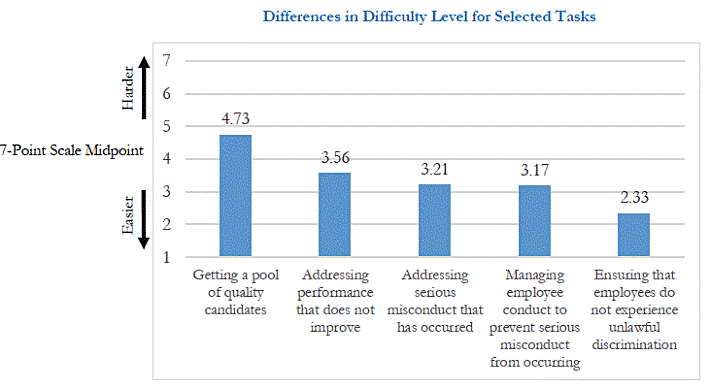 Differences in Difficulty Level for Selected Tasks
Harder
7-Point Scale Midpoint
Easier
7
6
5
4
3
2
1
4.73
3.56
3.21
3.17
2.33
Getting a pool
of quality
candidates
Addressing
performance
that does not
improve
Addressing
serious
misconduct that
has occurred
Managing
employee
conduct to
prevent serious
misconduct
from occurring
Ensuring that
employees do
not experience
unlawful
discrimination